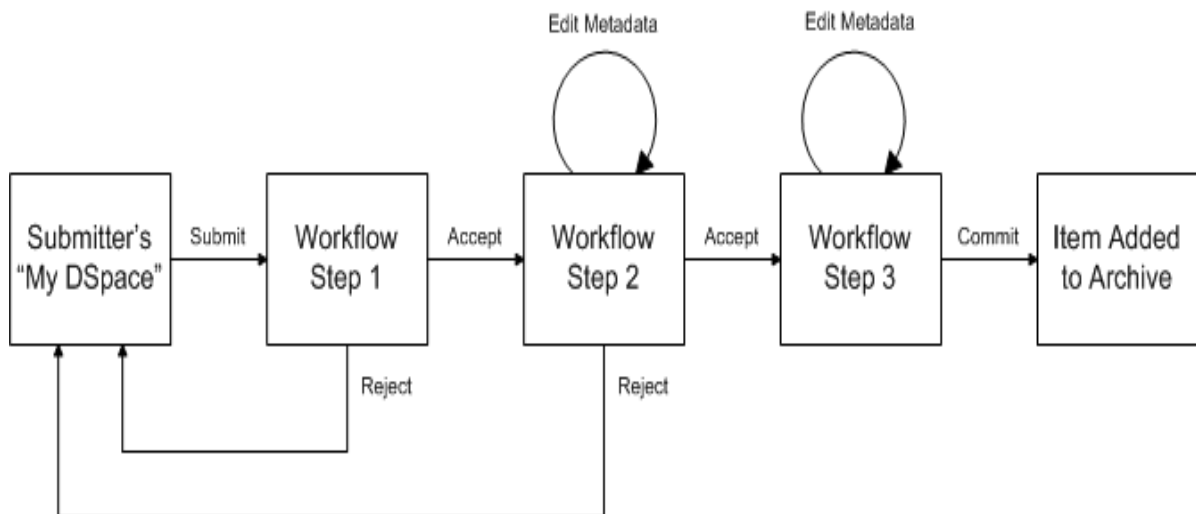 Edit Metadata
Edit Metadata
Submitter’s
“My DSpace”
Submit
Workflow
Step 1
Accept
Workflow
Step 2
Accept
Workflow
Step 3
Commit
Item Added
to Archive
Reject
Reject